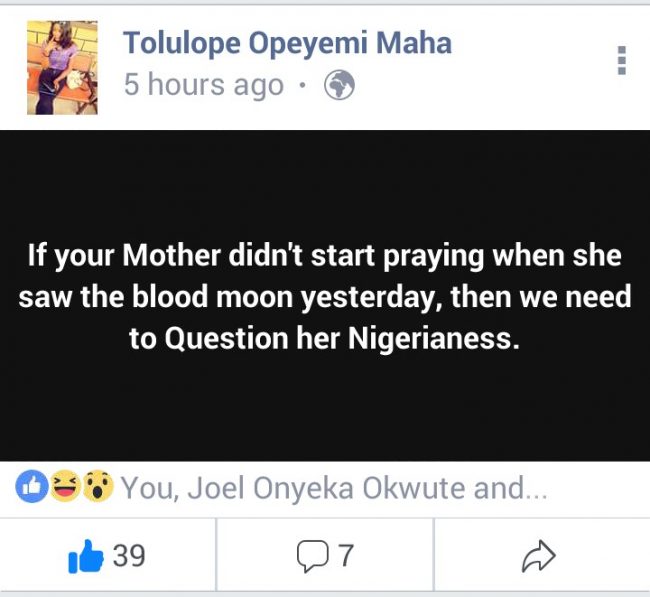 Tolulope Opeyemi Maha
5 hours ago ·
If your Mother didn't start praying when she
saw the blood moon yesterday, then we need
to Question her Nigerianess.
You, Joel Onyeka Okwute and...
39
7